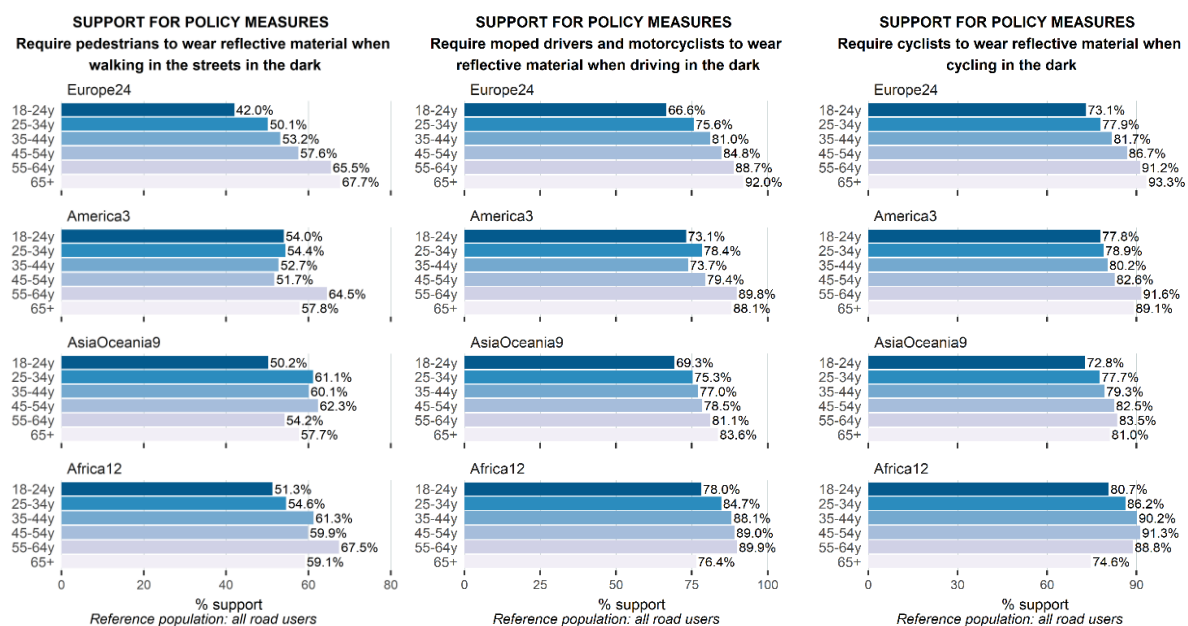 SUPPORT FOR POLICY MEASURES
Require pedestrians to wear reflective material when
walking in the streets in the dark
Europe24
18-24y 42.0%
25-34y 50.1%
35-44y 53.2%
45-54y 57.6%
55-64y 65.5%
65+ 67.7%
America3
18-24y 54.0%
25-34y 54.4%
35-44y 52.7%
45-54y 51.7%
55-64y 64.5%
65+ 57.8%
AsiaOceania9
18-24y 50.2%
25-34y 61.1%
35-44y 60.1%
45-54y 62.3%
55-64y 54.2%
65+ 57.7%
Africa12
18-24y 51.3%
25-34y 54.6%
35-44y 61.3%
45-54y 59.9%
55-64y 67.5%
65+ 59.1%
0 20 40 60 80
% support
Reference population: all road users
SUPPORT FOR POLICY MEASURES
Require moped drivers and motorcyclists to wear
reflective material when driving in the dark
Europe24
18-24y 66.6%
25-34y 75.6%
35-44y 81.0%
45-54y 84.8%
55-64y 88.7%
65+ 92.0%
America3
18-24y 73.1%
25-34y 78.4%
35-44y 73.7%
45-54y 79.4%
55-64y 89.8%
65+ 88.1%
AsiaOceania9
18-24y 69.3%
25-34y 75.3%
35-44y 77.0%
45-54y 78.5%
55-64y 81.1%
65+ 83.6%
Africa12
18-24y 78.0%
25-34y 84.7%
35-44y 88.1%
45-54y 89.0%
55-64y 89.9%
65+ 76.4%
0 25 50 75 100
% support
Reference population: all road users
SUPPORT FOR POLICY MEASURES
Require cyclists to wear reflective material when
cycling in the dark
Europe24
18-24y 73.1%
25-34y 77.9%
35-44y 81.7%
45-54y 86.7%
55-64y 91.2%
65+ 93.3%
America3
18-24y 77.8%
25-34y 78.9%
35-44y 80.2%
45-54y 82.6%
55-64y 91.6%
65+ 89.1%
AsiaOceania9
18-24y 72.8%
25-34y 77.7%
35-44y 79.3%
45-54y 82.5%
55-64y 83.5%
65+ 81.0%
Africa12
18-24y 80.7%
25-34y 86.2%
35-44y 90.2%
45-54y 91.3%
55-64y 88.8%
65+ 74.6%
0 30 60 90
% support
Reference population: all road users